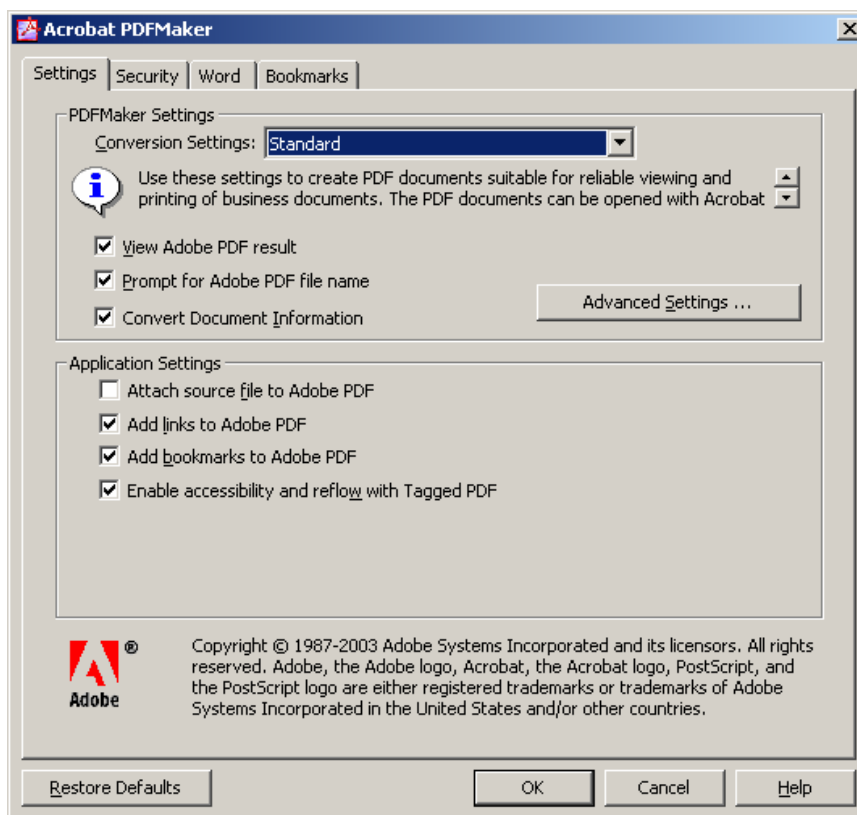 Acrobat PDFMaker
Settings Security Word Bookmarks
PDFMaker Settings
Conversion Settings: Standard
Use these settings to create PDF documents suitable for reliable viewing and
printing of business documents. The PDF documents can be opened with Acrobat
View Adobe PDF result
Prompt for Adobe PDF file name
Advanced Settings ...
Convert Document Information
Application Settings
Attach source file to Adobe PDF
Add links to Adobe PDF
Add bookmarks to Adobe PDF
Enable accessibility and reflow with Tagged PDF
® 
Adobe
Copyright © 1987-2003 Adobe Systems Incorporated and its licensors. All rights
reserved. Adobe, the Adobe logo, Acrobat, the Acrobat logo, PostScript, and
the PostScript logo are either registered trademarks or trademarks of Adobe
Systems Incorporated in the United States and/or other countries.
Restore Defaults OK Cancel Help